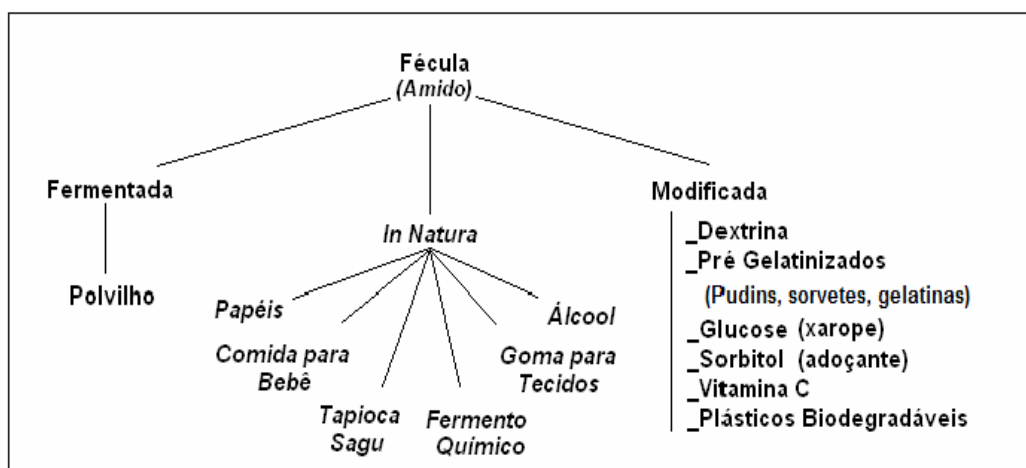 Fécula
(Amido)
Fermentada
Polvilho
In Natura
Papéis
Comida para
Bebê
Tapioca
Sagu
Fermento
Químico
Goma para
Tecidos
Álcool
Modificada
_Dextrina
_Pré Gelatinizados
(Pudins, sorvetes, gelatinas)
_Glucose (xarope)
_Sorbitol (adoçante)
_Vitamina C
_Plásticos Biodegradáveis